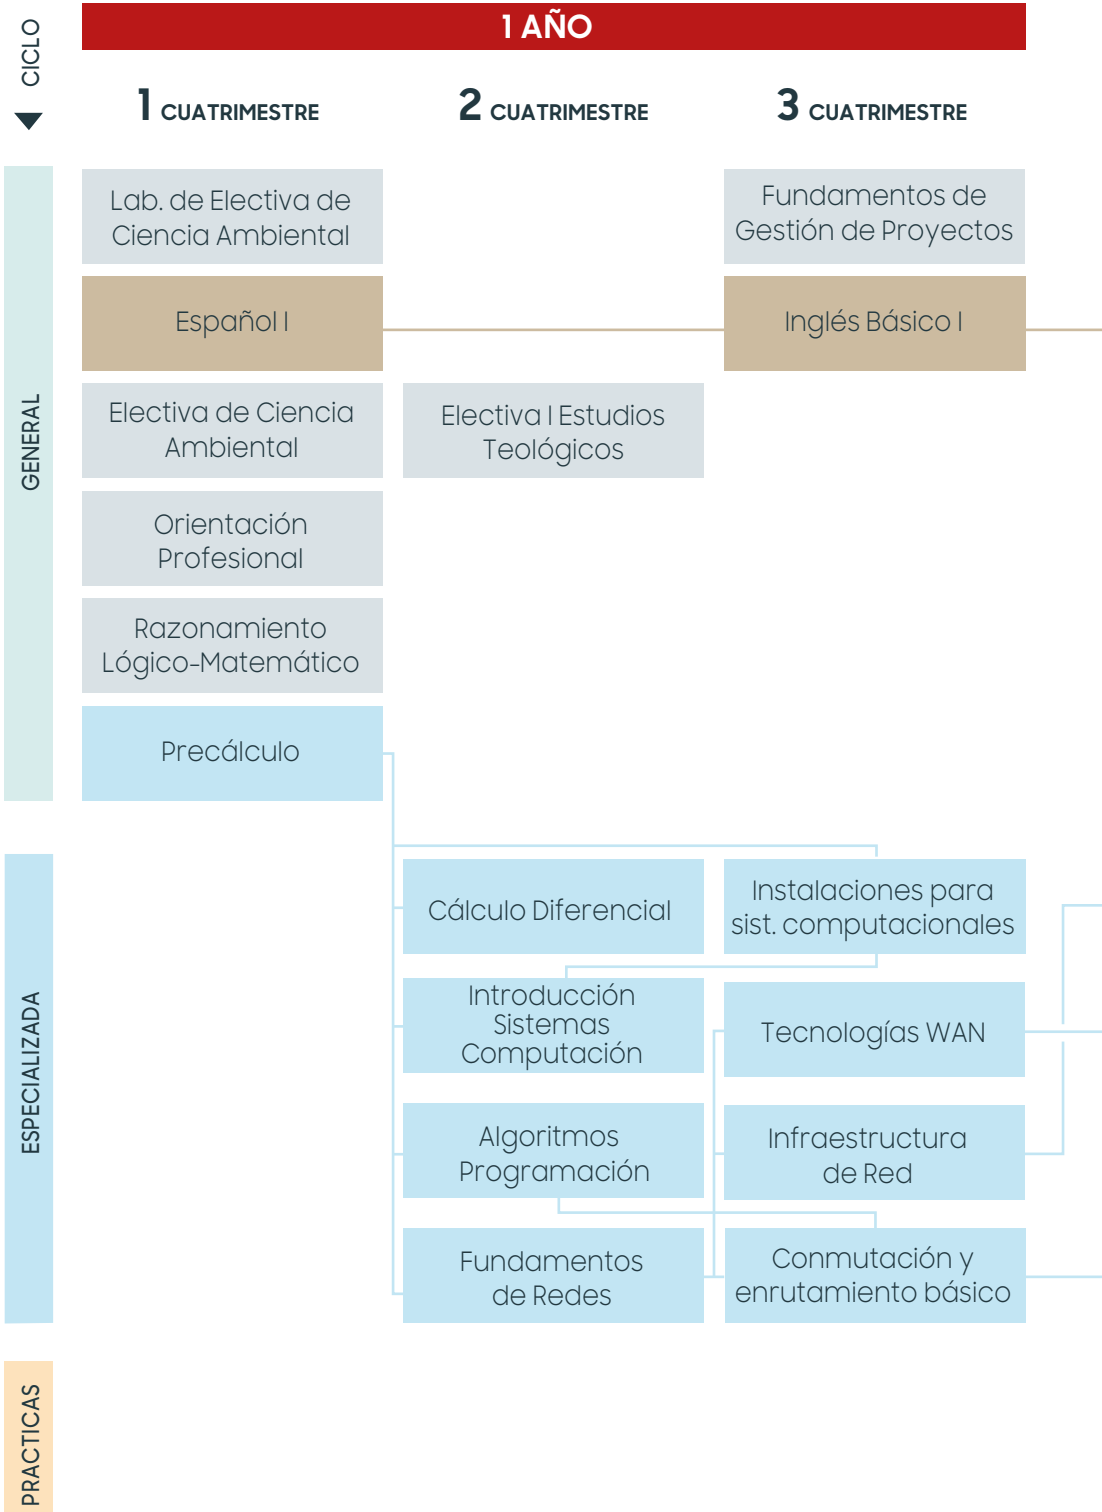 CICLO
1 AÑO
1 CUATRIMESTRE
2 CUATRIMESTRE
3 CUATRIMESTRE
GENERAL
Lab. de Electiva de
Ciencia Ambiental
Fundamentos de
Gestión de Proyectos
Español I
Inglés Básico I
Electiva de Ciencia
Ambiental
Electiva I Estudios
Teológicos
Orientación
Profesional
Razonamiento
Lógico-Matemático
Precálculo
ESPECIALIZADA
Cálculo Diferencial
Instalaciones para
sist. computacionales
Introducción
Sistemas
Computación
Tecnologías WAN
Algoritmos
Programación
Infraestructura
de Red
Fundamentos
de Redes
Conmutación y
enrutamiento básico
PRACTICAS